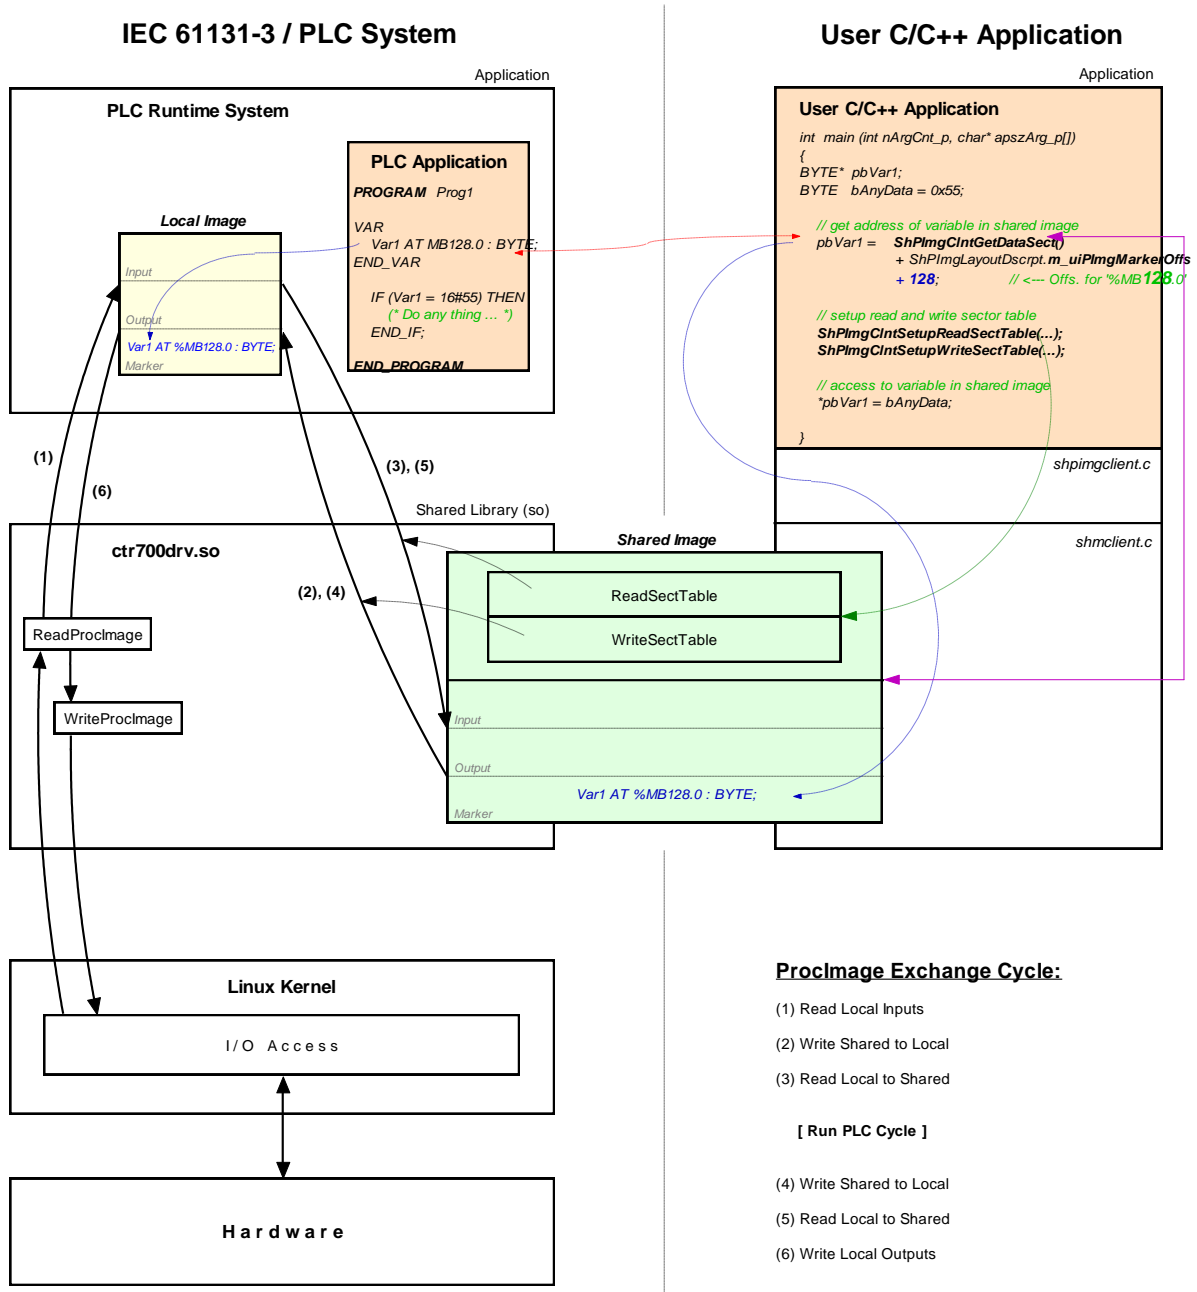 IEC 61131-3 / PLC System
User C/C++ Application
Application
Application
PLC Runtime System
PLC Application
PROGRAM Prog1
VAR
Var1 AT MB128.0 : BYTE;
END_VAR
IF (Var1 = 16#55) THEN
(* Do any thing ... *)
END_IF;
END_PROGRAM
Local Image
Input
Output
Var1 AT %MB128.0 : BYTE;
Marker
User C/C++ Application
int main (int nArgCnt_p, char* apszArg_p[])
{
BYTE* pbVar1;
BYTE bAnyData = 0x55;
// get address of variable in shared image
pbVar1 = ShPImgClntGetDataSect()
+ ShPImgLayoutDscrpt.m_uiPImgMarkerOffs
+ 128; // <--- Offs. for '%MB128.0'
// setup read and write sector table
ShPImgClntSetupReadSectTable(...);
ShPImgClntSetupWriteSectTable(...);
// access to variable in shared image
*pbVar1 = bAnyData;
}
shpimgclient.c
shmclient.c
(1)
(6)
(3), (5)
(2), (4)
Shared Library (so)
ctr700drv.so
ReadProcImage
WriteProcImage
Shared Image
ReadSectTable
WriteSectTable
Input
Output
Var1 AT %MB128.0 : BYTE;
Marker
Linux Kernel
I/O Access
Hardware
ProcImage Exchange Cycle:
(1) Read Local Inputs
(2) Write Shared to Local
(3) Read Local to Shared
[ Run PLC Cycle ]
(4) Write Shared to Local
(5) Read Local to Shared
(6) Write Local Outputs